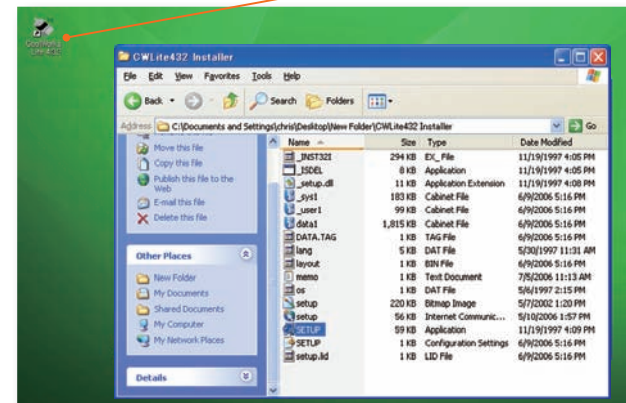 CWLite432 Installer
File Edit View Favorites Tools Help
Back Search Folders
Address C:\Documents and Settings\chris\Desktop\New Folder\CWLite432 Installer Go
Move this file
Copy this file
Publish this file to the
Web
E-mail this file
Delete this file
Other Places
New Folder
My Documents
Shared Documents
My Computer
My Network Places
Details
Name Size Type Date Modified
_INST32I 294 KB EX_ File 11/19/1997 4:05 PM
_ISDEL 8 KB Application 11/19/1997 4:05 PM
_setup.dll 11 KB Application Extension 11/19/1997 4:08 PM
_sys1 183 KB Cabinet File 6/9/2006 5:16 PM
_user1 99 KB Cabinet File 6/9/2006 5:16 PM
data1 1,815 KB Cabinet File 6/9/2006 5:16 PM
DATA.TAG 1 KB TAG File 6/9/2006 5:16 PM
lang 5 KB DAT File 5/30/1997 11:31 AM
layout 1 KB BIN File 6/9/2006 5:16 PM
memo 1 KB Text Document 7/5/2006 11:13 AM
os 1 KB DAT File 5/6/1997 2:15 PM
setup 220 KB Bitmap Image 5/7/2002 1:20 PM
setup 56 KB Internet Communic... 5/10/2006 1:57 PM
SETUP 59 KB Application 11/19/1997 4:09 PM
SETUP 1 KB Configuration Settings 6/9/2006 5:16 PM
setup.lid 1 KB LID File 6/9/2006 5:16 PM